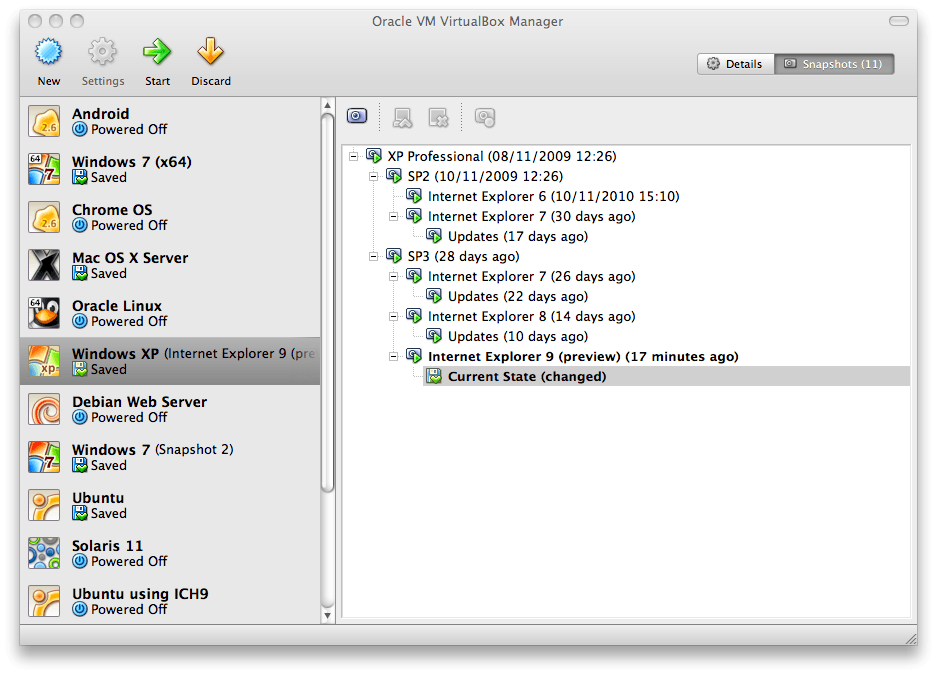 Oracle VM VirtualBox Manager
New
Settings
Start
Discard
Details
Snapshots (11)
2.6
Android
Powered Off
64
7
Windows 7 (x64)
Saved
2.6
Chrome OS
Powered Off
Mac OS X Server
Saved
64
Oracle Linux
Powered Off
xp
Windows XP (Internet Explorer 9 (pre
Saved
Debian Web Server
Powered Off
7
Windows 7 (Snapshot 2)
Saved
Ubuntu
Saved
Solaris 11
Powered Off
Ubuntu using ICH9
Powered Off
XP Professional (08/11/2009 12:26)
SP2 (10/11/2009 12:26)
Internet Explorer 6 (10/11/2010 15:10)
Internet Explorer 7 (30 days ago)
Updates (17 days ago)
SP3 (28 days ago)
Internet Explorer 7 (26 days ago)
Updates (22 days ago)
Internet Explorer 8 (14 days ago)
Updates (10 days ago)
Internet Explorer 9 (preview) (17 minutes ago)
Current State (changed)